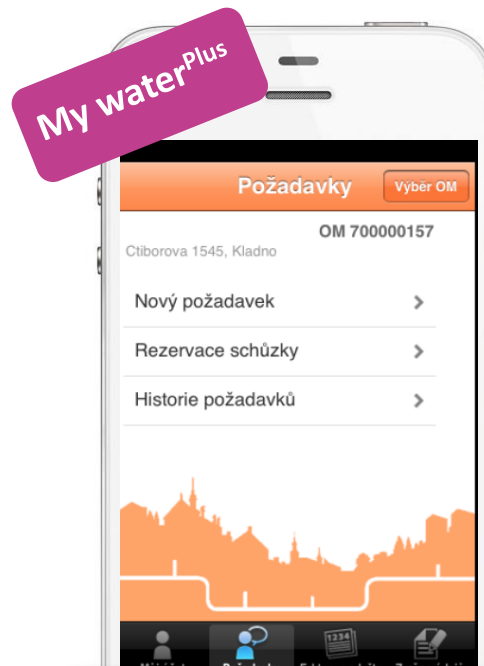 My water Plus
Požadavky
Výběr OM
OM 700000157
Ctiborova 1545, Kladno
Nový požadavek
Rezervace schůzky
Historie požadavků
1234